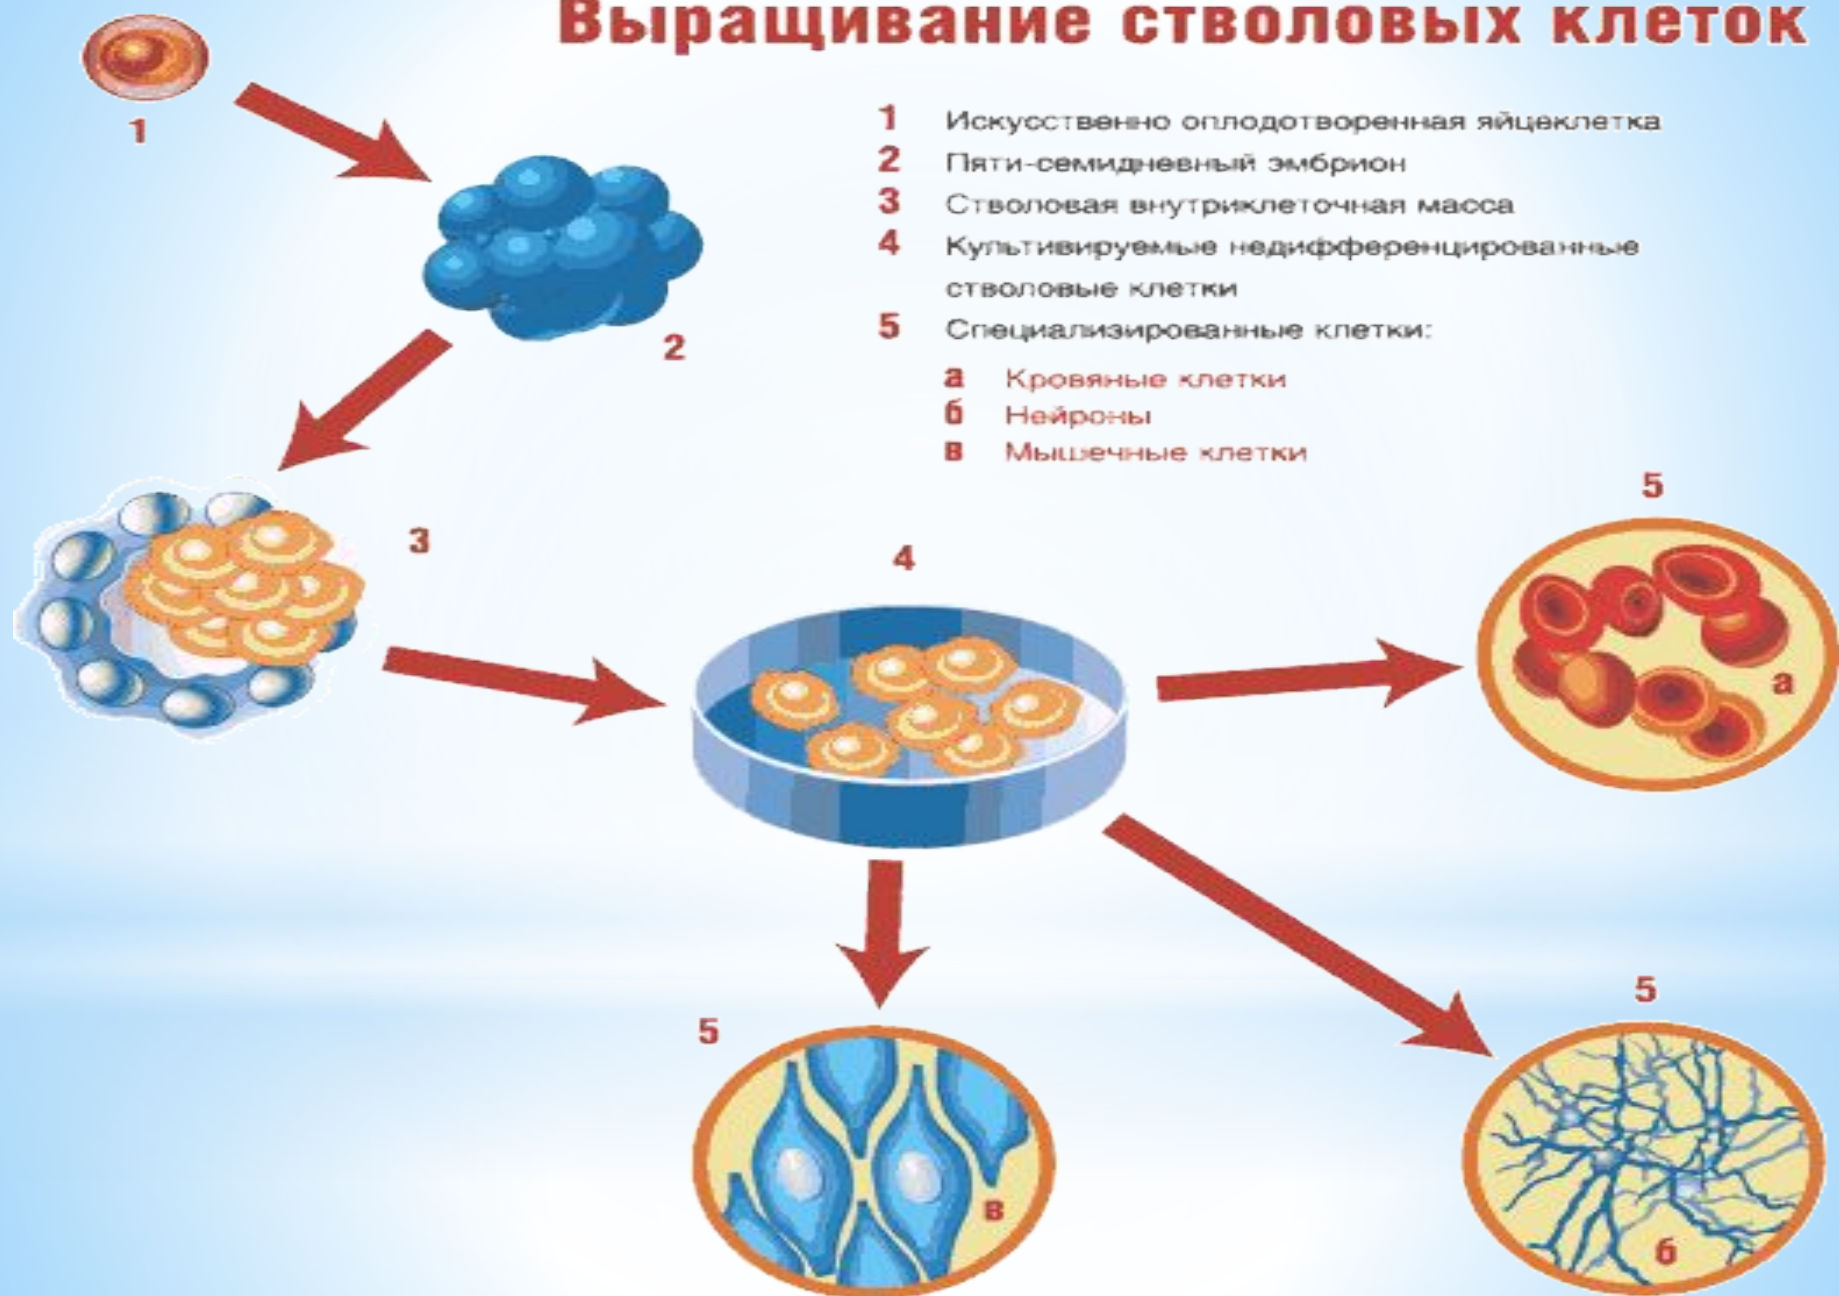 Выращивание стволовых клеток
1 Искусственно оплодотворенная яйцеклетка
2 Пяти-семидневный эмбрион
3 Стволовая внутриклеточная масса
4 Культивируемые недифференцированные
стволовые клетки
5 Специализированные клетки:
а Кровяные клетки
б Нейроны
в Мышечные клетки
1
2
3
4
5
а
5
в
5
б